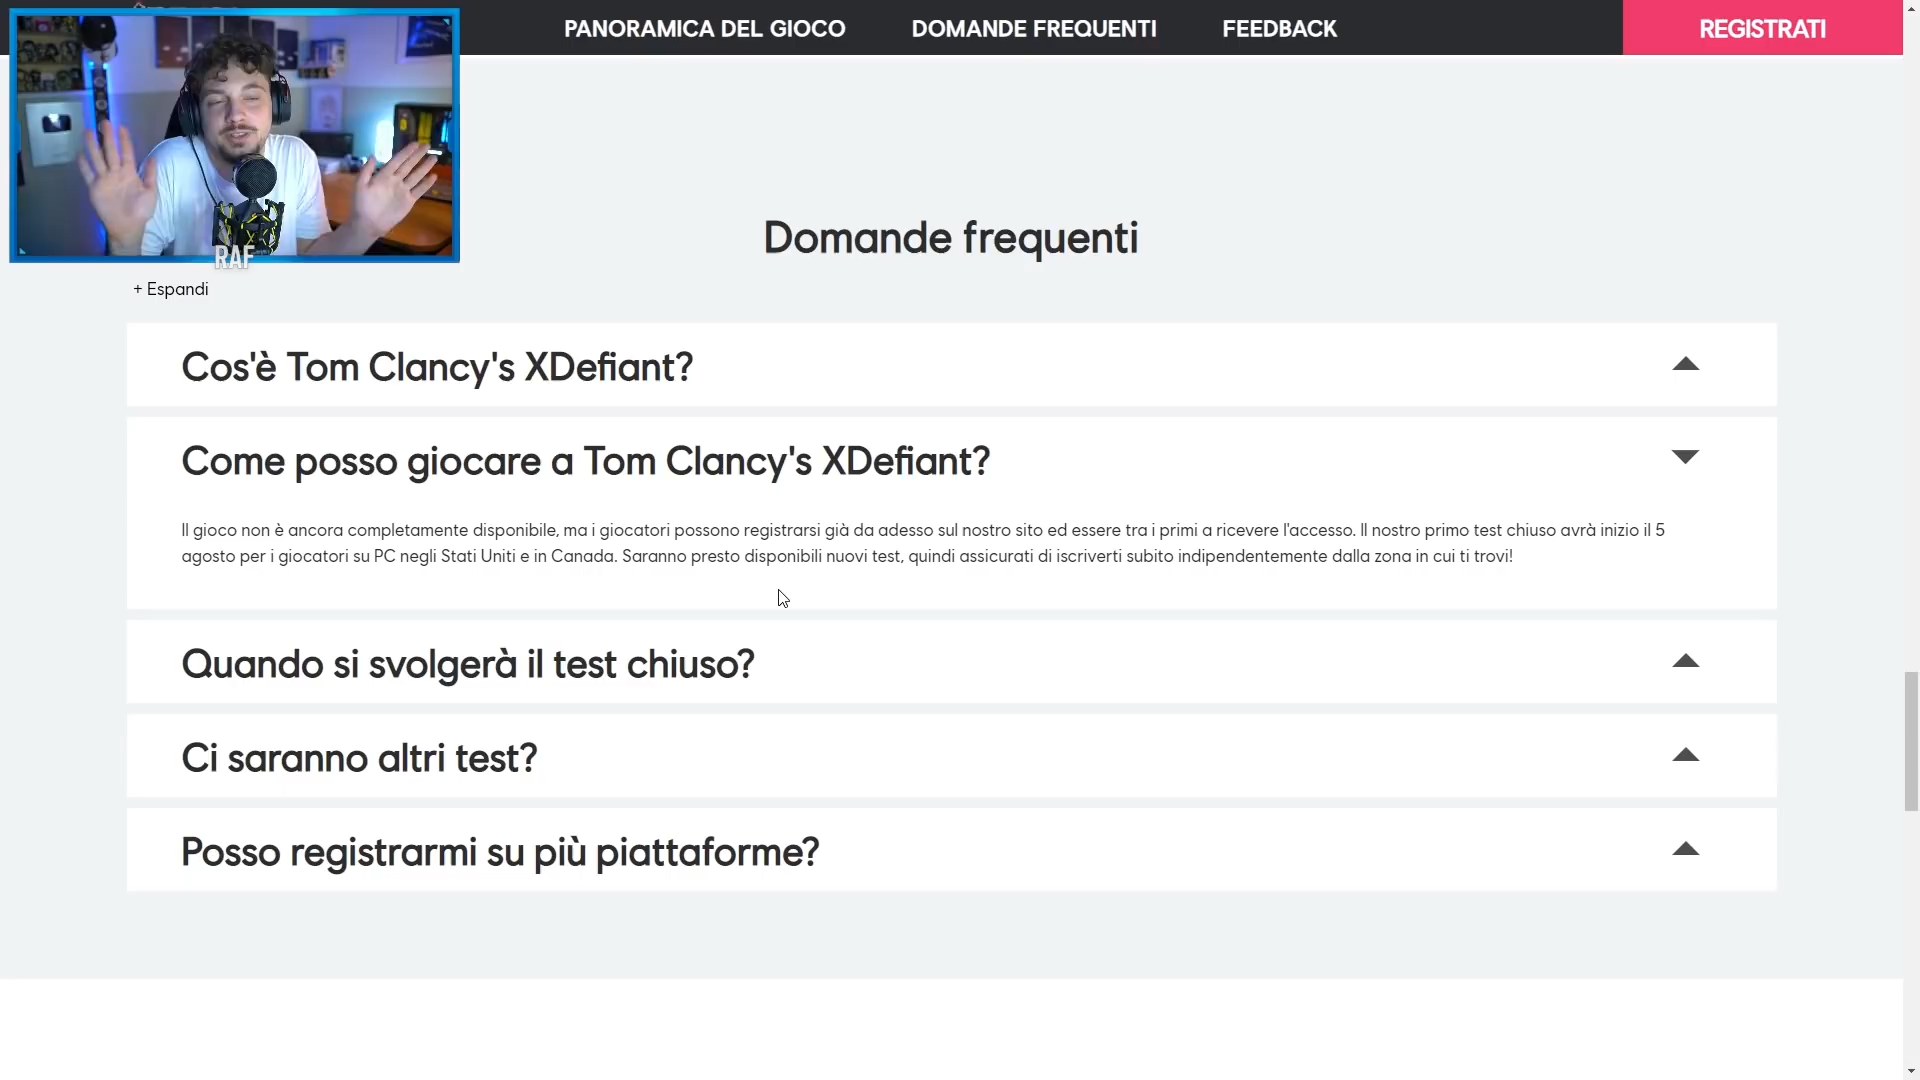 PANORAMICA DEL GIOCO
DOMANDE FREQUENTI
FEEDBACK
REGISTRATI
RAF
Domande frequenti
+ Espandi
Cos'è Tom Clancy's XDefiant?
Come posso giocare a Tom Clancy's XDefiant?
Il gioco non è ancora completamente disponibile, ma i giocatori possono registrarsi già da adesso sul nostro sito ed essere tra i primi a ricevere l'accesso. Il nostro primo test chiuso avrà inizio il 5
agosto per i giocatori su PC negli Stati Uniti e in Canada. Saranno presto disponibili nuovi test, quindi assicurati di iscriverti subito indipendentemente dalla zona in cui ti trovi!
Quando si svolgerà il test chiuso?
Ci saranno altri test?
Posso registrarmi su più piattaforme?